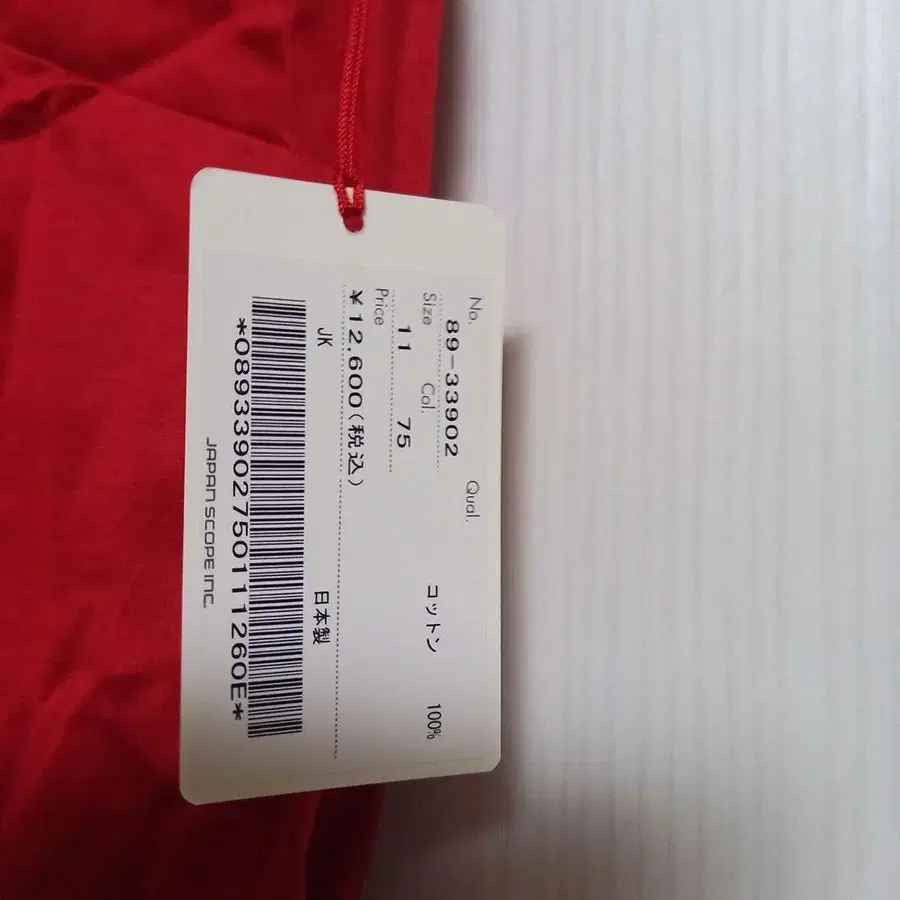 No. Qual.
89-33902
Size Col. コットン 100%
11 75
Price
¥12,600(税込)
JK 日本製
*08933902750111260E*
JAPAN SCOPE INC.